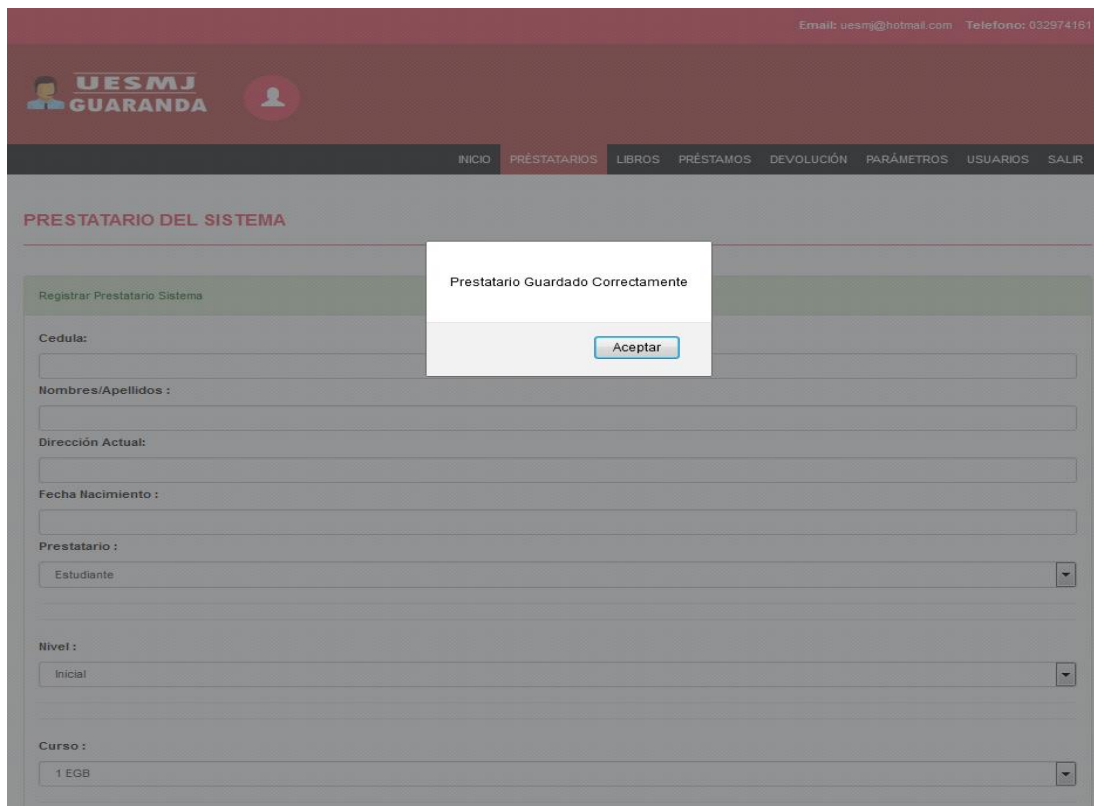 Email: uesmj@hotmail.com Telefono: 032974161
UESMJ
GUARANDA
INICIO PRÉSTATARIOS LIBROS PRÉSTAMOS DEVOLUCIÓN PARÁMETROS USUARIOS SALIR
PRESTATARIO DEL SISTEMA
Prestatario Guardado Correctamente
Aceptar
Registrar Prestatario Sistema
Cedula:
Nombres/Apellidos :
Dirección Actual:
Fecha Nacimiento :
Prestatario :
Estudiante
Nivel :
Inicial
Curso :
1 EGB